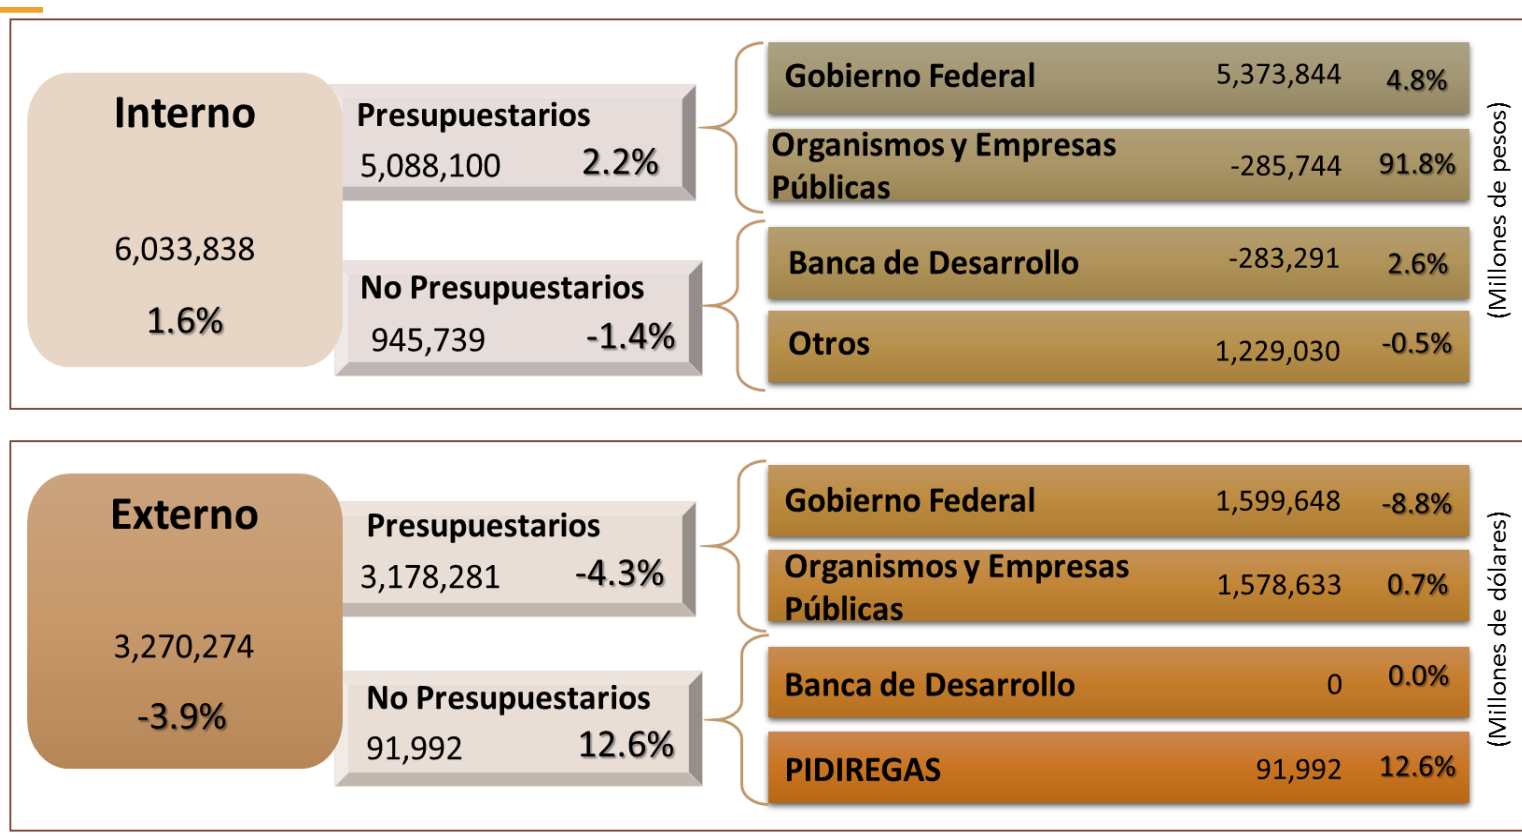 Interno
6,033,838
1.6%
Presupuestarios
5,088,100 2.2%
No Presupuestarios
945,739 -1.4%
Gobierno Federal 5,373,844 4.8%
Organismos y Empresas
Públicas -285,744 91.8%
Banca de Desarrollo -283,291 2.6%
Otros 1,229,030 -0.5%
(Millones de pesos)
Externo
3,270,274
-3.9%
Presupuestarios
3,178,281 -4.3%
No Presupuestarios
91,992 12.6%
Gobierno Federal 1,599,648 -8.8%
Organismos y Empresas
Públicas 1,578,633 0.7%
Banca de Desarrollo 0 0.0%
PIDIREGAS 91,992 12.6%
(Millones de dólares)